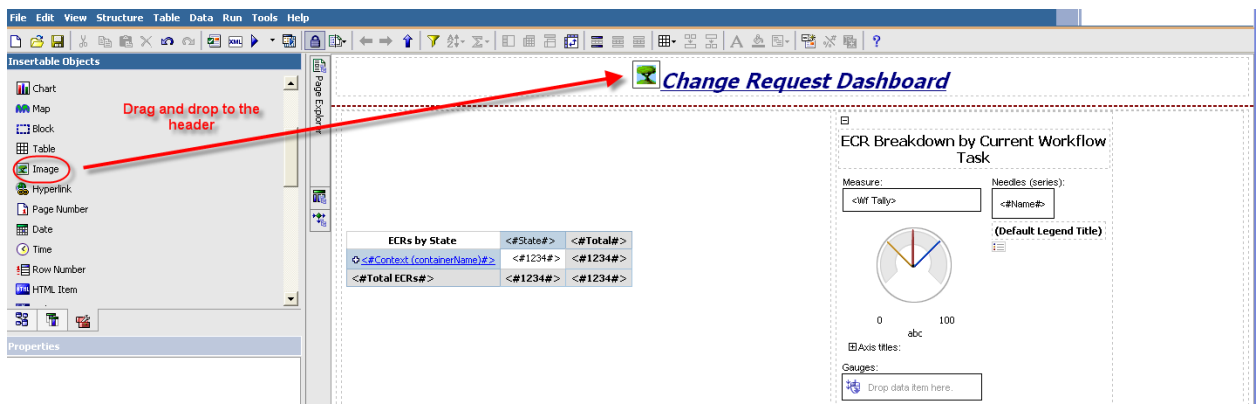 File Edit View Structure Table Data Run Tools Help
Insertable Objects
Chart
Map
Block
Table
Image
Hyperlink
Page Number
Date
Time
Row Number
HTML Item
Properties
Drag and drop to the
header
Page Explorer
Change Request Dashboard
ECRs by State <#State#> <#Total#>
<#Context (containerName)#> <#1234#> <#1234#>
<#Total ECRs#> <#1234#> <#1234#>
ECR Breakdown by Current Workflow
Task
Measure: Needles (series):
<Wf Tally> <#Name#>
(Default Legend Title)
0 100
abc
Axis titles:
Gauges:
Drop data item here.